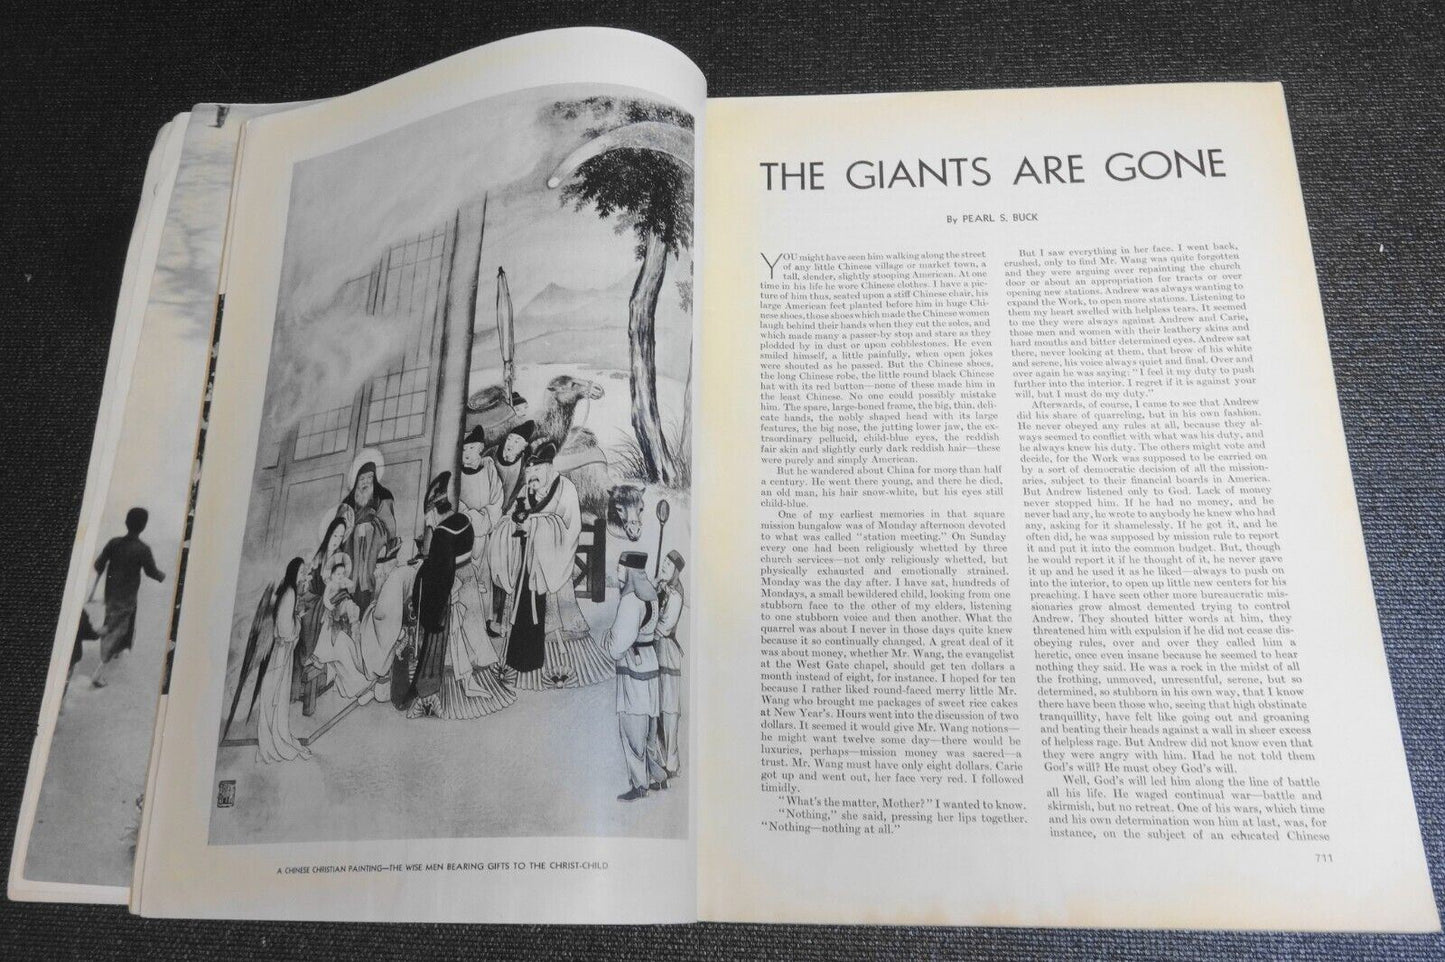 A CHINESE CHRISTIAN PAINTING—THE WISE MEN BEARING GIFTS TO THE CHRIST-CHILD
THE GIANTS ARE GONE
By PEARL S. BUCK
YOU might have seen him walking along the street
of any little Chinese village or market town, a
tall, slender, slightly stooping American. At one
time in his life he wore Chinese clothes. I have a pic-
ture of him thus, seated upon a stiff Chinese chair, his
large American feet planted before him in huge Chi-
nese shoes, those shoes which made the Chinese women
laugh behind their hands when they cut the soles, and
which made many a passer-by stop and stare as they
plodded by in dust or upon cobblestones. He even
smiled himself, a little painfully, when open jokes
were shouted as he passed. But the Chinese shoes,
the long Chinese robe, the little round black Chinese
hat with its red button—none of these made him in
the least Chinese. No one could possibly mistake
him. The spare, large-boned frame, the big, thin, deli-
cate hands, the nobly shaped head with its large
features, the big nose, the jutting lower jaw, the ex-
traordinary pellucid, child-blue eyes, the reddish
fair skin and slightly curly dark reddish hair—these
were purely and simply American.
But he wandered about China for more than half
a century. He went there young, and there he died,
an old man, his hair snow-white, but his eyes still
child-blue.
One of my earliest memories in that square
mission bungalow was of Monday afternoon devoted
to what was called "station meeting." On Sunday
every one had been religiously whetted by three
church services—not only religiously whetted, but
physically exhausted and emotionally strained.
Monday was the day after. I have sat, hundreds of
Mondays, a small bewildered child, looking from one
stubborn face to the other of my elders, listening
to one stubborn voice and then another. What the
quarrel was about I never in those days quite knew
because it so continually changed. A great deal of it
was about money, whether Mr. Wang, the evangelist
at the West Gate chapel, should get ten dollars a
month instead of eight, for instance. I hoped for ten
because I rather liked round-faced merry little Mr.
Wang who brought me packages of sweet rice cakes
at New Year's. Hours went into the discussion of two
dollars. It seemed it would give Mr. Wang notions—
he might want twelve some day—there would be
luxuries, perhaps—mission money was sacred—a
trust. Mr. Wang must have only eight dollars. Carie
got up and went out, her face very red. I followed
timidly.
"What's the matter, Mother?" I wanted to know.
"Nothing," she said, pressing her lips together.
"Nothing—nothing at all."
But I saw everything in her face. I went back,
crushed, only to find Mr. Wang was quite forgotten
and they were arguing over repainting the church
door or about an appropriation for tracts or over
opening new stations. Andrew was always wanting to
expand the Work, to open more stations. Listening to
them my heart swelled with helpless tears. It seemed
to me they were always against Andrew and Carie,
those men and women with their leathery skins and
hard mouths and bitter determined eyes. Andrew sat
there, never looking at them, that brow of his white
and serene, his voice always quiet and final. Over and
over again he was saying: "I feel it my duty to push
further into the interior. I regret if it is against your
will, but I must do my duty."
Afterwards, of course, I came to see that Andrew
did his share of quarreling, but in his own fashion.
He never obeyed any rules at all, because they al-
ways seemed to conflict with what was his duty, and
he always knew his duty. The others might vote and
decide, for the Work was supposed to be carried on
by a sort of democratic decision of all the mission-
aries, subject to their financial boards in America.
But Andrew listened only to God. Lack of money
never stopped him. If he had no money, and he
never had any, he wrote to anybody he knew who had
any, asking for it shamelessly. If he got it, and he
often did, he was supposed by mission rule to report
it and put it into the common budget. But, though
he would report it if he thought of it, he never gave
it up and he used it as he liked—always to push on
into the interior, to open up little new centers for his
preaching. I have seen other more bureaucratic mis-
sionaries grow almost demented trying to control
Andrew. They shouted bitter words at him, they
threatened him with expulsion if he did not cease dis-
obeying rules, over and over they called him a
heretic, once even insane because he seemed to hear
nothing they said. He was a rock in the midst of all
the frothing, unmoved, unresentful, serene, but so
determined, so stubborn in his own way, that I know
there have been those who, seeing that high obstinate
tranquillity, have felt like going out and groaning
and beating their heads against a wall in sheer excess
of helpless rage. But Andrew did not know even that
they were angry with him. Had he not told them
God's will? He must obey God's will.
Well, God's will led him along the line of battle
all his life. He waged continual war—battle and
skirmish, but no retreat. One of his wars, which time
and his own determination won him at last, was, for
instance, on the subject of an educated Chinese
711